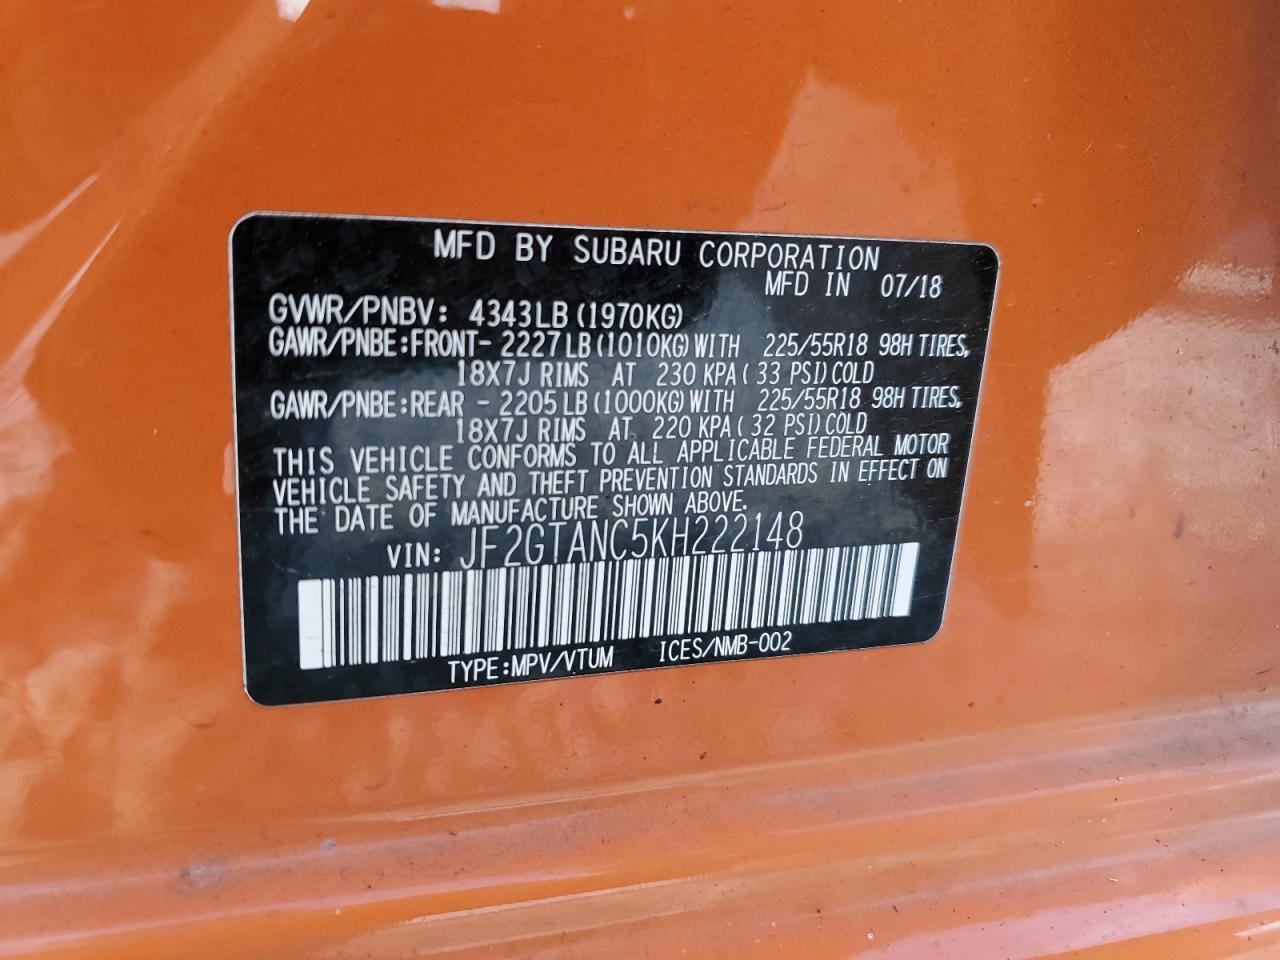 MFD BY SUBARU CORPORATION
MFD IN 07/18
GVWR/PNBV: 4343LB (1970KG)
GAWR/PNBE:FRONT- 2227LB(1010KG)WITH 225/55R18 98H TIRES,
18X7J RIMS AT 230 KPA( 33 PSI)COLD
GAWR/PNBE:REAR - 2205LB(1000KG)WITH 225/55R18 98H TIRES,
18X7J RIMS AT 220 KPA( 32 PSI)COLD
THIS VEHICLE CONFORMS TO ALL APPLICABLE FEDERAL MOTOR
VEHICLE SAFETY AND THEFT PREVENTION STANDARDS IN EFFECT ON
THE DATE OF MANUFACTURE SHOWN ABOVE.
VIN: JF2GTANC5KH222148
TYPE:MPV/VTUM ICES/NMB-002